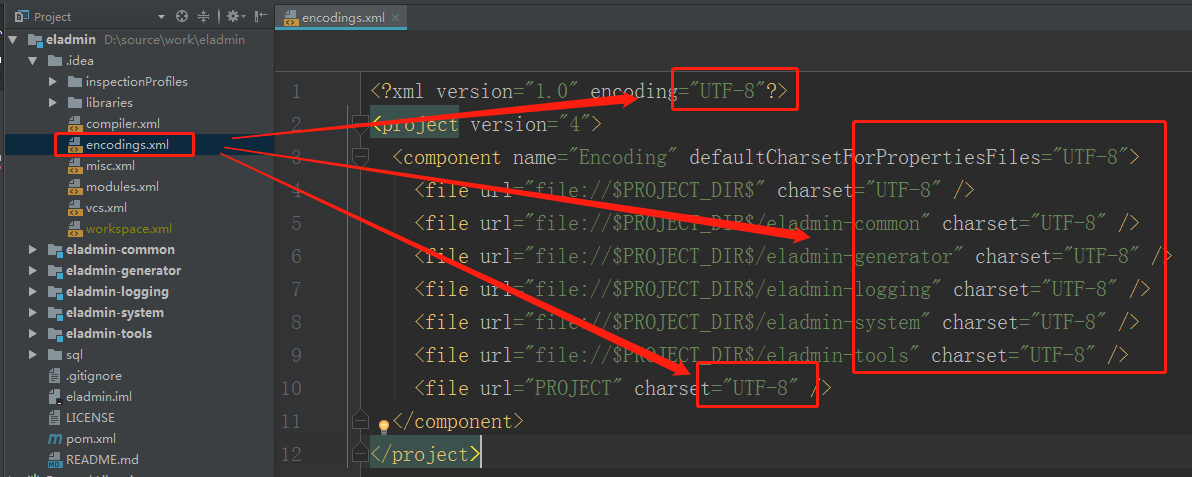 Project
eladmin D:\source\work\eladmin
.idea
inspectionProfiles
libraries
compiler.xml
encodings.xml
misc.xml
modules.xml
vcs.xml
workspace.xml
eladmin-common
eladmin-generator
eladmin-logging
eladmin-system
eladmin-tools
sql
.gitignore
eladmin.iml
LICENSE
pom.xml
README.md
encodings.xml
1 <?xml version="1.0" encoding="UTF-8"?>
2 <project version="4">
3 <component name="Encoding" defaultCharsetForPropertiesFiles="UTF-8">
4 <file url="file://$PROJECT_DIR$" charset="UTF-8" />
5 <file url="file://$PROJECT_DIR$/eladmin-common" charset="UTF-8" />
6 <file url="file://$PROJECT_DIR$/eladmin-generator" charset="UTF-8" />
7 <file url="file://$PROJECT_DIR$/eladmin-logging" charset="UTF-8" />
8 <file url="file://$PROJECT_DIR$/eladmin-system" charset="UTF-8" />
9 <file url="file://$PROJECT_DIR$/eladmin-tools" charset="UTF-8" />
10 <file url="PROJECT" charset="UTF-8" />
11 </component>
12 </project>